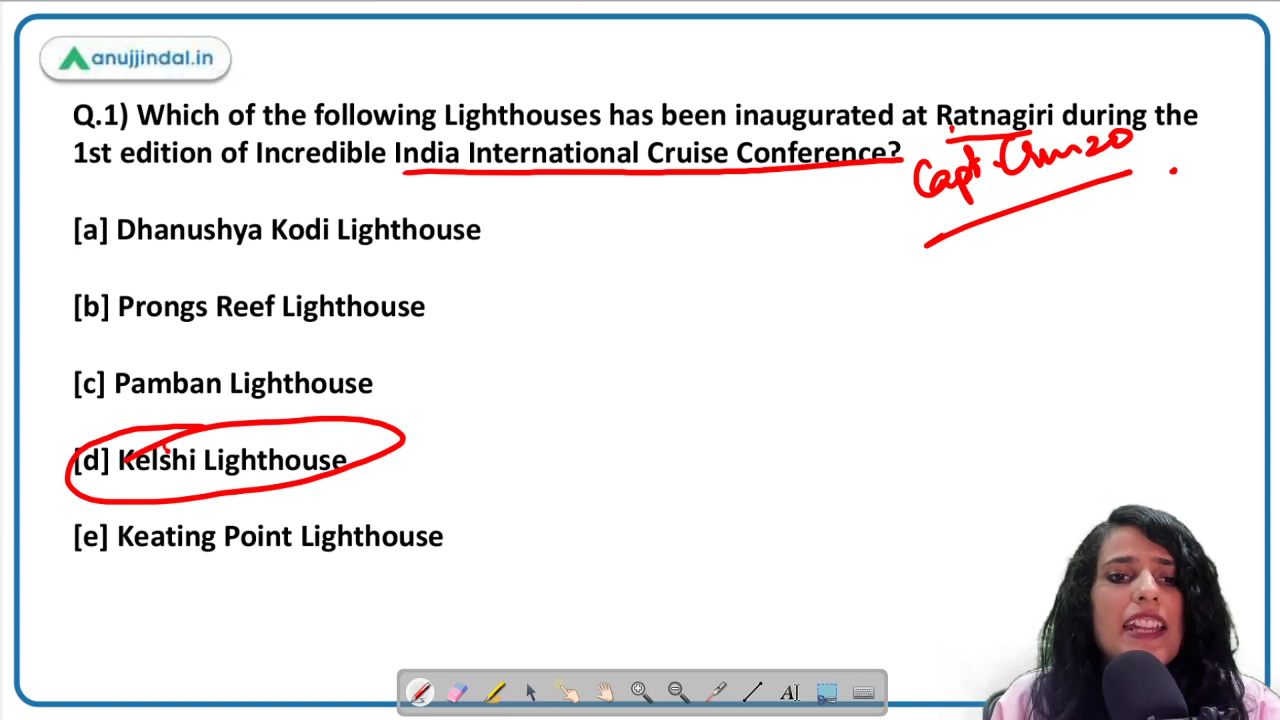 anujjindal.in
Q.1) Which of the following Lighthouses has been inaugurated at Ratnagiri during the
1st edition of Incredible India International Cruise Conference?
[a] Dhanushya Kodi Lighthouse
[b] Prongs Reef Lighthouse
[c] Pamban Lighthouse
[d] Kelshi Lighthouse
[e] Keating Point Lighthouse
A